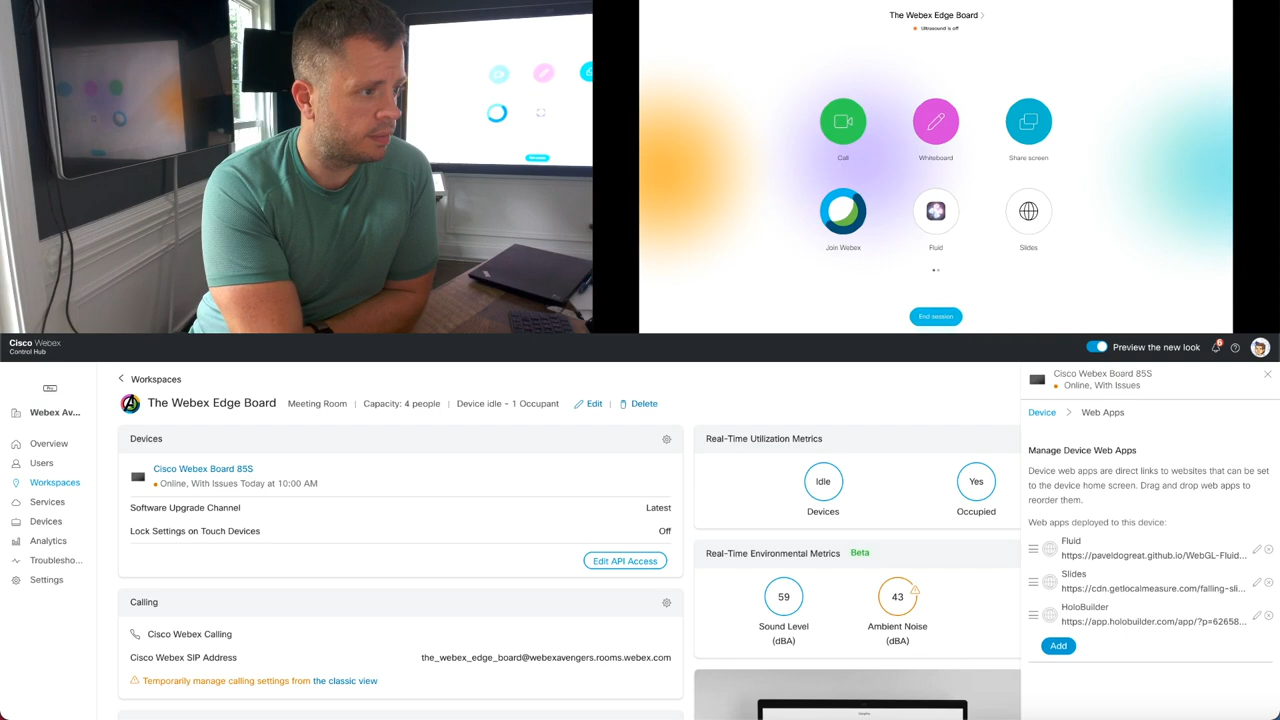 The Webex Edge Board
Ultrasound is off
Call
Whiteboard
Share screen
Join Webex
Fluid
Slides
End session
Cisco Webex
Control Hub
Preview the new look
6
Pro
Webex Av...
Overview
Users
Workspaces
Services
Devices
Analytics
Troublesho...
Settings
Workspaces
The Webex Edge Board Meeting Room | Capacity: 4 people | Device idle - 1 Occupant Edit | Delete
Devices
Cisco Webex Board 85S
Online, With Issues Today at 10:00 AM
Software Upgrade Channel Latest
Lock Settings on Touch Devices Off
Edit API Access
Calling
Cisco Webex Calling
Cisco Webex SIP Address the_webex_edge_board@webexavengers.rooms.webex.com
Temporarily manage calling settings from the classic view
Real-Time Utilization Metrics
Idle Yes
Devices Occupied
Real-Time Environmental Metrics Beta
59 43
Sound Level Ambient Noise
(dBA) (dBA)
Cisco Webex Board 85S
Online, With Issues
Device > Web Apps
Manage Device Web Apps
Device web apps are direct links to websites that can be set
to the device home screen. Drag and drop web apps to
reorder them.
Web apps deployed to this device:
Fluid
https://paveldogreat.github.io/WebGL-Fluid...
Slides
https://cdn.getlocalmeasure.com/falling-sli...
HoloBuilder
https://app.holobuilder.com/app/?p=62658...
Add